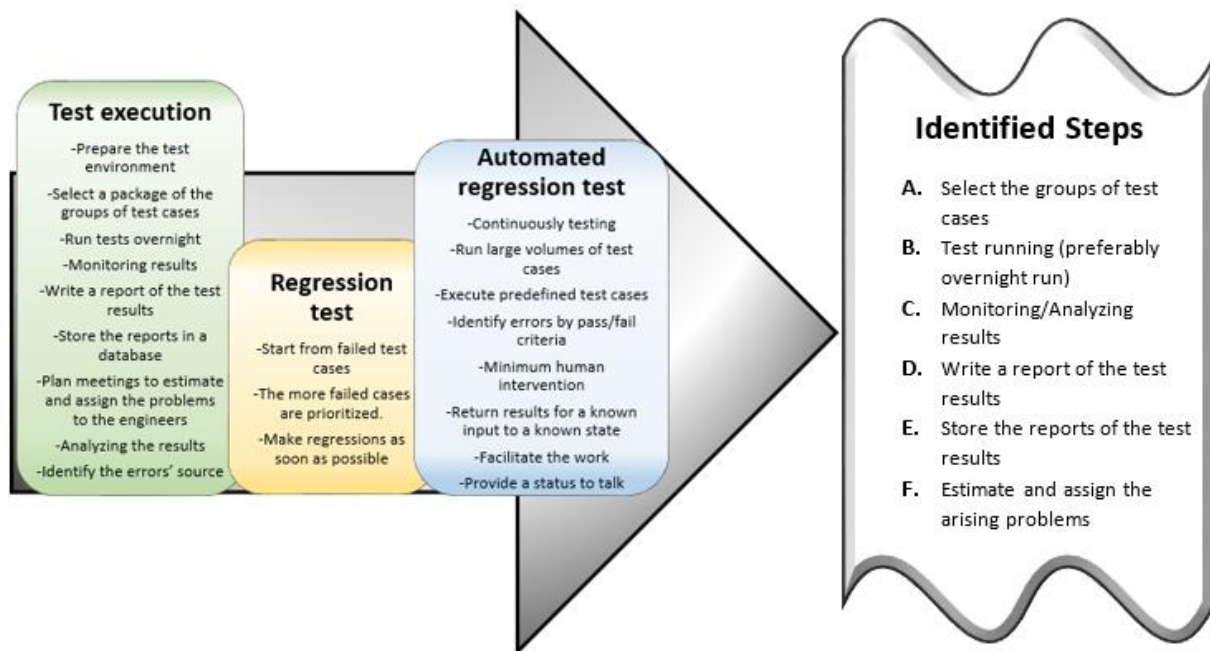 Test execution
-Prepare the test
environment
-Select a package of the
groups of test cases
-Run tests overnight
-Monitoring results
-Write a report of the test
results
-Store the reports in a
database
-Plan meetings to estimate
and assign the problems
to the engineers
-Analyzing the results
-Identify the errors’ source
Regression
test
-Start from failed test
cases
-The more failed cases
are prioritized.
-Make regressions as
soon as possible
Automated
regression test
-Continuously testing
-Run large volumes of test
cases
-Execute predefined test cases
-Identify errors by pass/fail
criteria
-Minimum human
intervention
-Return results for a known
input to a known state
-Facilitate the work
-Provide a status to talk
Identified Steps
A. Select the groups of test
cases
B. Test running (preferably
overnight run)
C. Monitoring/Analyzing
results
D. Write a report of the test
results
E. Store the reports of the test
results
F. Estimate and assign the
arising problems